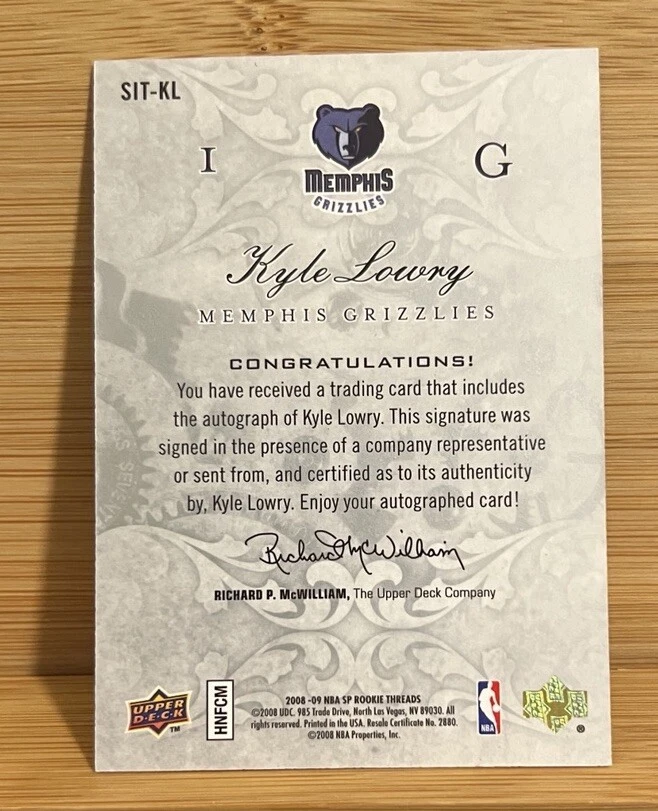 SIT-KL
I G
MEMPHIS
GRIZZLIES
Kyle Lowry
MEMPHIS GRIZZLIES
CONGRATULATIONS!
You have received a trading card that includes
the autograph of Kyle Lowry. This signature was
signed in the presence of a company representative
or sent from, and certified as to its authenticity
by, Kyle Lowry. Enjoy your autographed card!
Richard McWilliam
RICHARD P. McWILLIAM, The Upper Deck Company
UPPER
D·E·C·K
TM
HNFCM
2008 -09 NBA SP ROOKIE THREADS
©2008 UDC. 985 Trade Drive, North Las Vegas, NV 89030. All
rights reserved. Printed in the USA. Resale Certificate No. 2880.
©2008 NBA Properties, Inc.
NBA
®